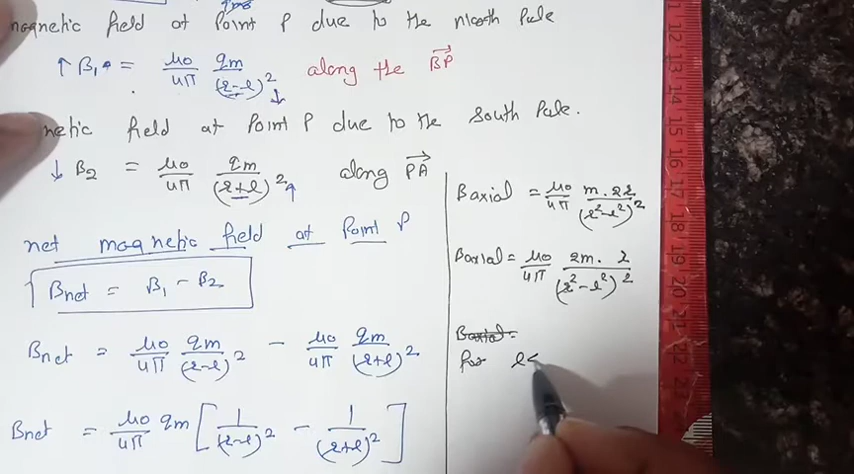 magnetic field at Point P due to the North Pole
↑ B₁ = μ₀/4π qm/(r-l)² ↓ along the BP→
netic field at Point P due to the South Pole.
↓ B₂ = μ₀/4π qm/(r+l)² ↑ along PA→
net magnetic field at Point P
Bnet = B₁ - B₂
Bnet = μ₀/4π qm/(r-l)² - μ₀/4π qm/(r+l)²
Bnet = μ₀/4π qm [1/(r-l)² - 1/(r+l)²]
Baxial = μ₀/4π m.2r/(r²-l²)²
Baxial = μ₀/4π 2m.r/(r²-l²)²
Baxial =
for l<
11 12 13 14 15 16 17 18 19 20 21 22